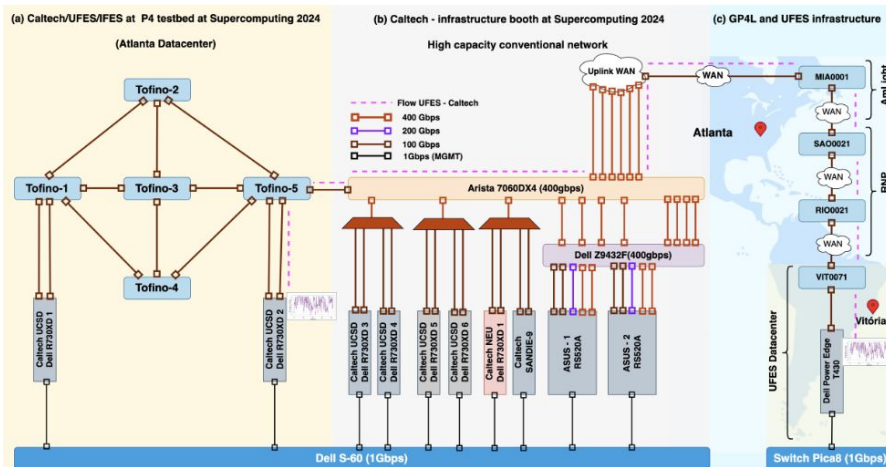 (a) Caltech/UFES/IFES at P4 testbed at Supercomputing 2024
(Atlanta Datacenter)
(b) Caltech - infrastructure booth at Supercomputing 2024
High capacity conventional network
(c) GP4L and UFES infrastructure
Tofino-2
Tofino-1
Tofino-3
Tofino-5
Tofino-4
Caltech UCSD
Dell R730XD 1
Caltech UCSD
Dell R730XD 2
Flow UFES - Caltech
400 Gbps
200 Gbps
100 Gbps
1Gbps (MGMT)
Uplink WAN
WAN
Arista 7060DX4 (400gbps)
Dell Z9432F(400gbps)
Caltech UCSD
Dell R730XD 3
Caltech UCSD
Dell R730XD 4
Caltech UCSD
Dell R730XD 5
Caltech UCSD
Dell R730XD 6
Caltech NEU
Dell R730XD 1
Caltech
SANDIE-9
ASUS - 1
RS520A
ASUS - 2
RS520A
MIA0001
AmLight
WAN
Atlanta
SAO0021
WAN
RNP
RIO0021
WAN
VIT0071
Vitória
UFES Datacenter
Dell Power Edge
T430
Dell S-60 (1Gbps)
Switch Pica8 (1Gbps)